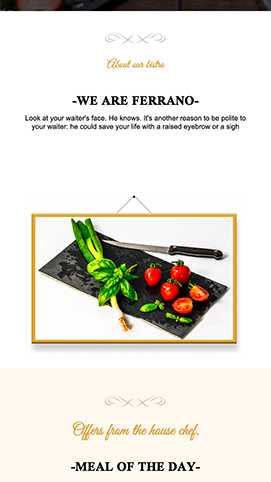 About our bistro
-WE ARE FERRANO-
Look at your waiter's face. He knows. It's another reason to be polite to
your waiter: he could save your life with a raised eyebrow or a sigh
Offers from the house chef.
-MEAL OF THE DAY-